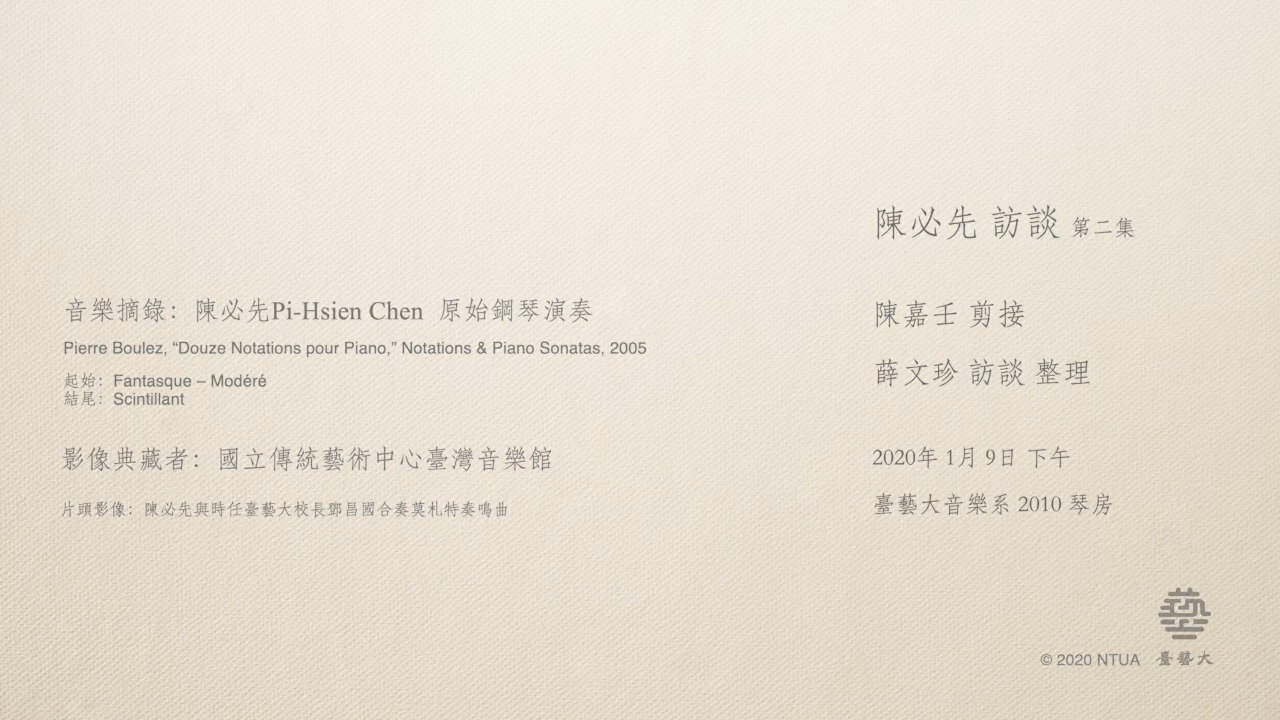 音樂摘錄：陳必先Pi-Hsien Chen 原始鋼琴演奏
Pierre Boulez, “Douze Notations pour Piano,” Notations & Piano Sonatas, 2005
起始：Fantasque – Modéré
結尾：Scintillant
影像典藏者：國立傳統藝術中心臺灣音樂館
片頭影像：陳必先與時任臺藝大校長鄧昌國合奏莫札特奏鳴曲
陳必先 訪談 第二集
陳嘉壬 剪接
薛文珍 訪談 整理
2020年 1月 9日 下午
臺藝大音樂系 2010 琴房
© 2020 NTUA 臺藝大